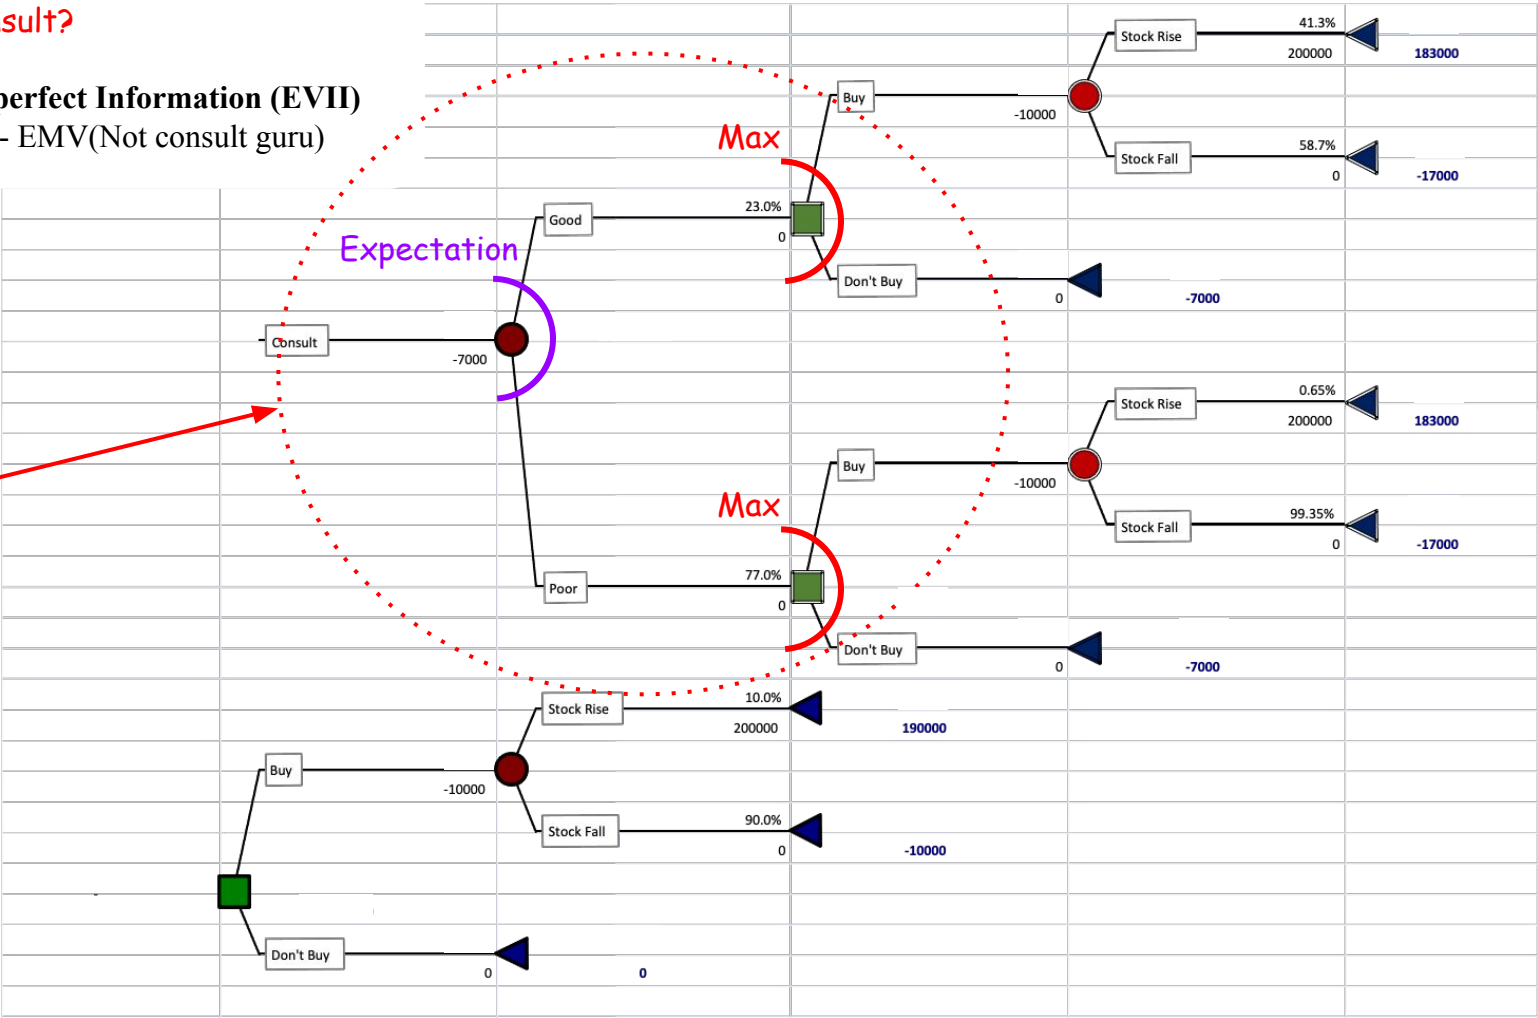 sult?
perfect Information (EVII)
- EMV(Not consult guru)
Stock Rise 41.3%
200000 183000
Buy
-10000
Max
Stock Fall 58.7%
0 -17000
Good 23.0%
0
Expectation
Don't Buy
0 -7000
Consult
-7000
Stock Rise 0.65%
200000 183000
Buy
-10000
Max
Stock Fall 99.35%
0 -17000
Poor 77.0%
0
Don't Buy
0 -7000
Stock Rise 10.0%
200000 190000
Buy
-10000
Stock Fall 90.0%
0 -10000
Don't Buy
0 0